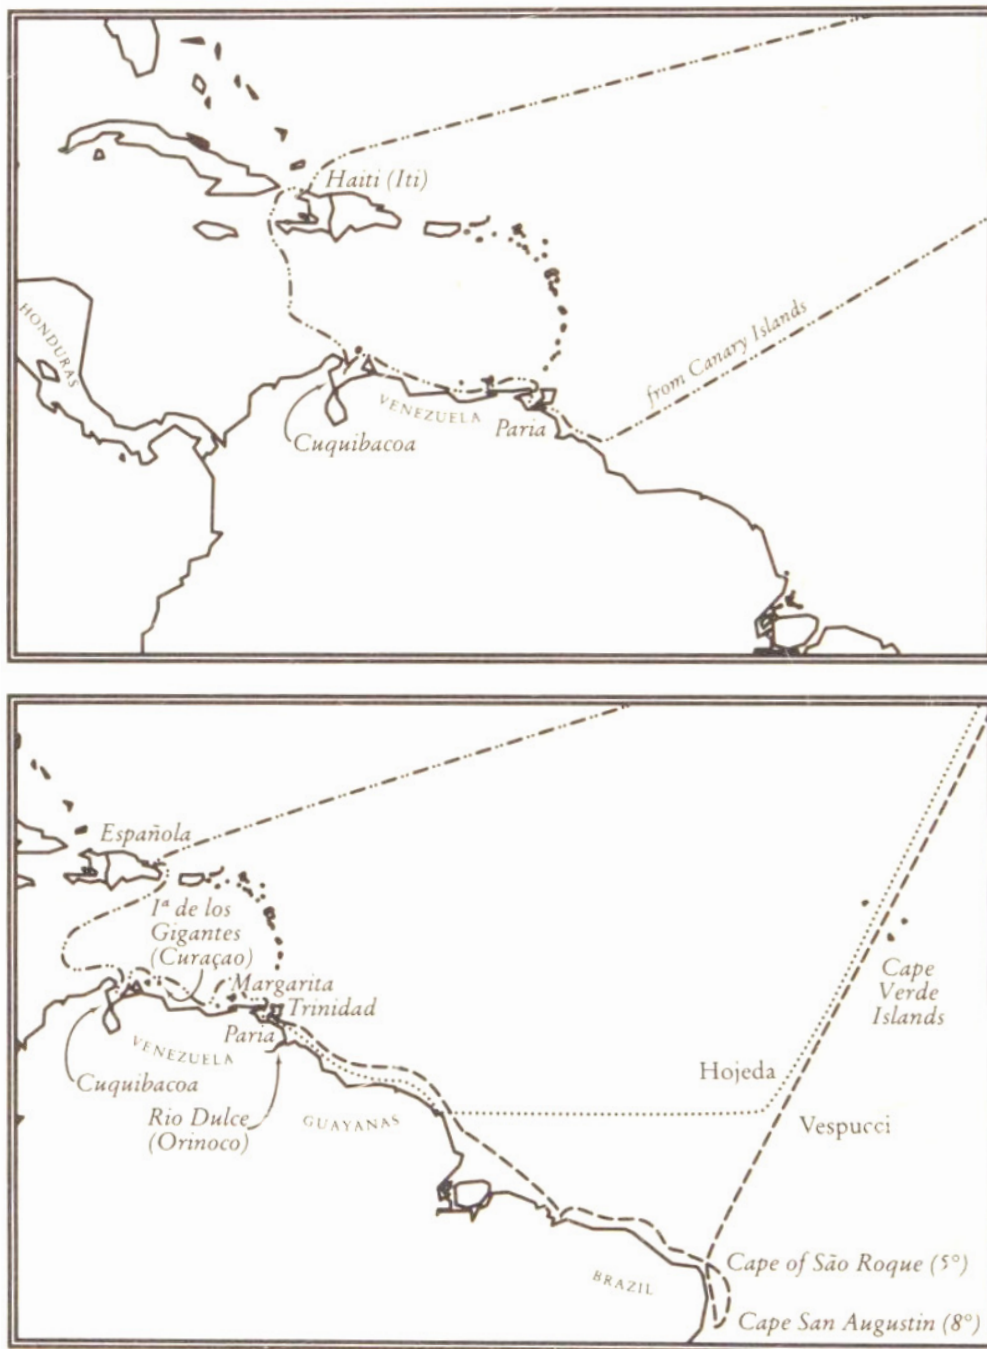 Haiti (Iti)
HONDURAS
from Canary Islands
VENEZUELA
Paria
Cuquibacoa
Española
Iª de los
Gigantes
(Curaçao)
Margarita
Trinidad
Paria
VENEZUELA
Cuquibacoa
Rio Dulce
(Orinoco)
GUAYANAS
Cape
Verde
Islands
Hojeda
Vespucci
Cape of São Roque (5°)
BRAZIL
Cape San Augustin (8°)